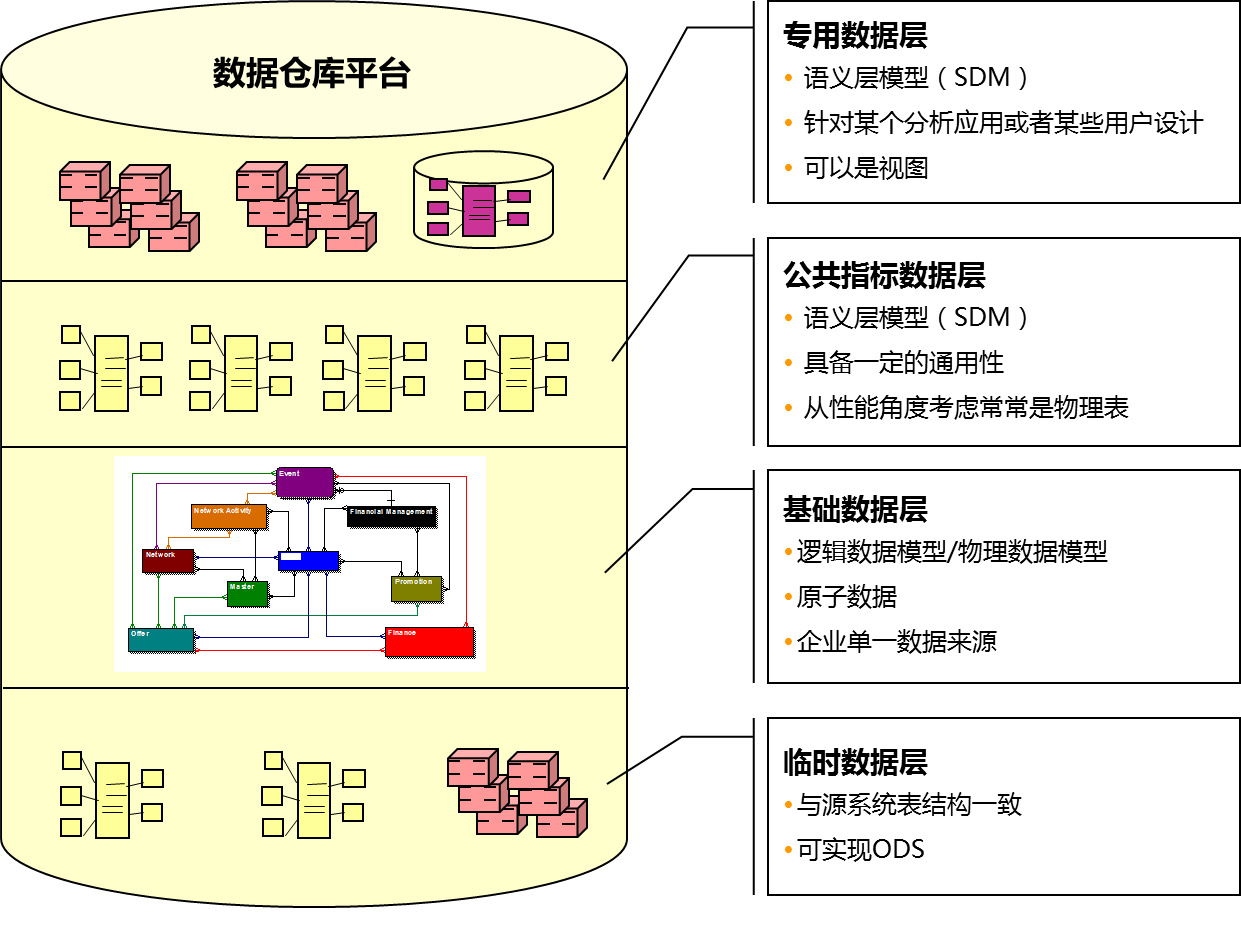 数据仓库平台
专用数据层
• 语义层模型（SDM）
• 针对某个分析应用或者某些用户设计
• 可以是视图
公共指标数据层
• 语义层模型（SDM）
• 具备一定的通用性
• 从性能角度考虑常常是物理表
Event
Network Activity
Financial Management
Network
Master
Promotion
Offer
Finance
基础数据层
•逻辑数据模型/物理数据模型
•原子数据
•企业单一数据来源
临时数据层
•与源系统表结构一致
•可实现ODS